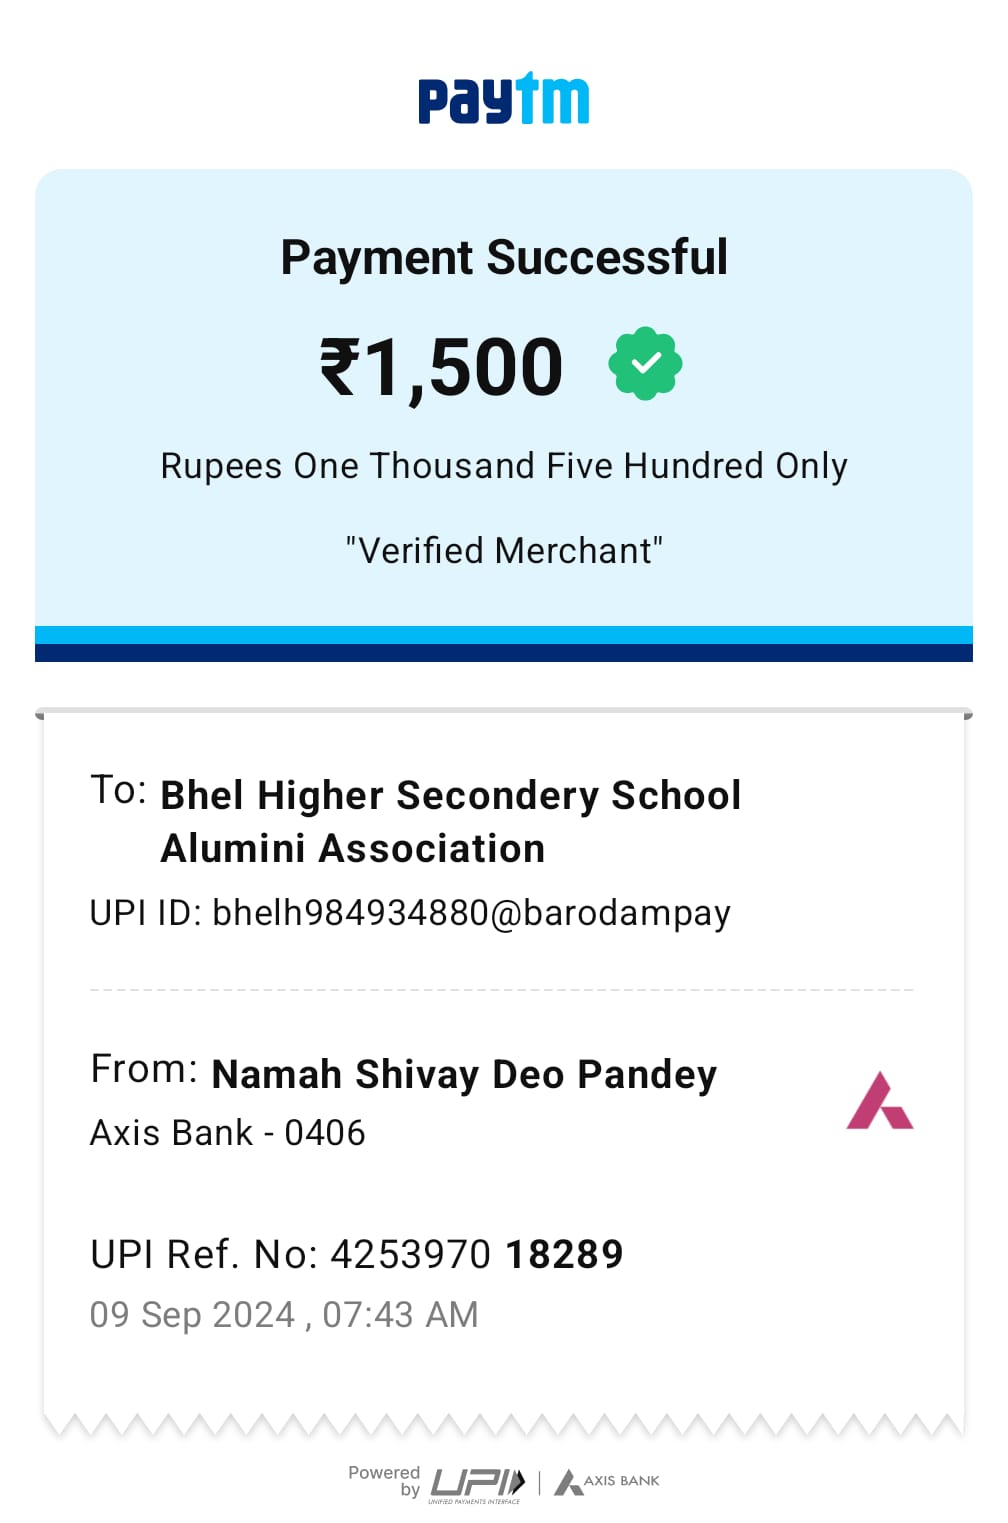 paytm
Payment Successful
₹1,500
Rupees One Thousand Five Hundred Only
"Verified Merchant"
To: Bhel Higher Secondery School
Alumini Association
UPI ID: bhelh984934880@barodampay
From: Namah Shivay Deo Pandey
Axis Bank - 0406
UPI Ref. No: 4253970 18289
09 Sep 2024 , 07:43 AM
Powered
by
UPI
UNIFIED PAYMENTS INTERFACE
AXIS BANK